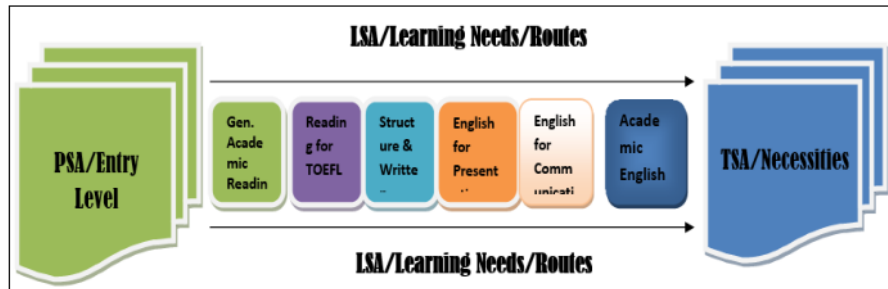 LSA/Learning Needs/Routes
PSA/Entry
Level
Gen.
Acade
mic
Readin
Readin
g for
TOEFL
Struct
ure &
Writte
English
for
Present
English
for
Comm
unicati
Acade
mic
English
TSA/Necessities
LSA/Learning Needs/Routes